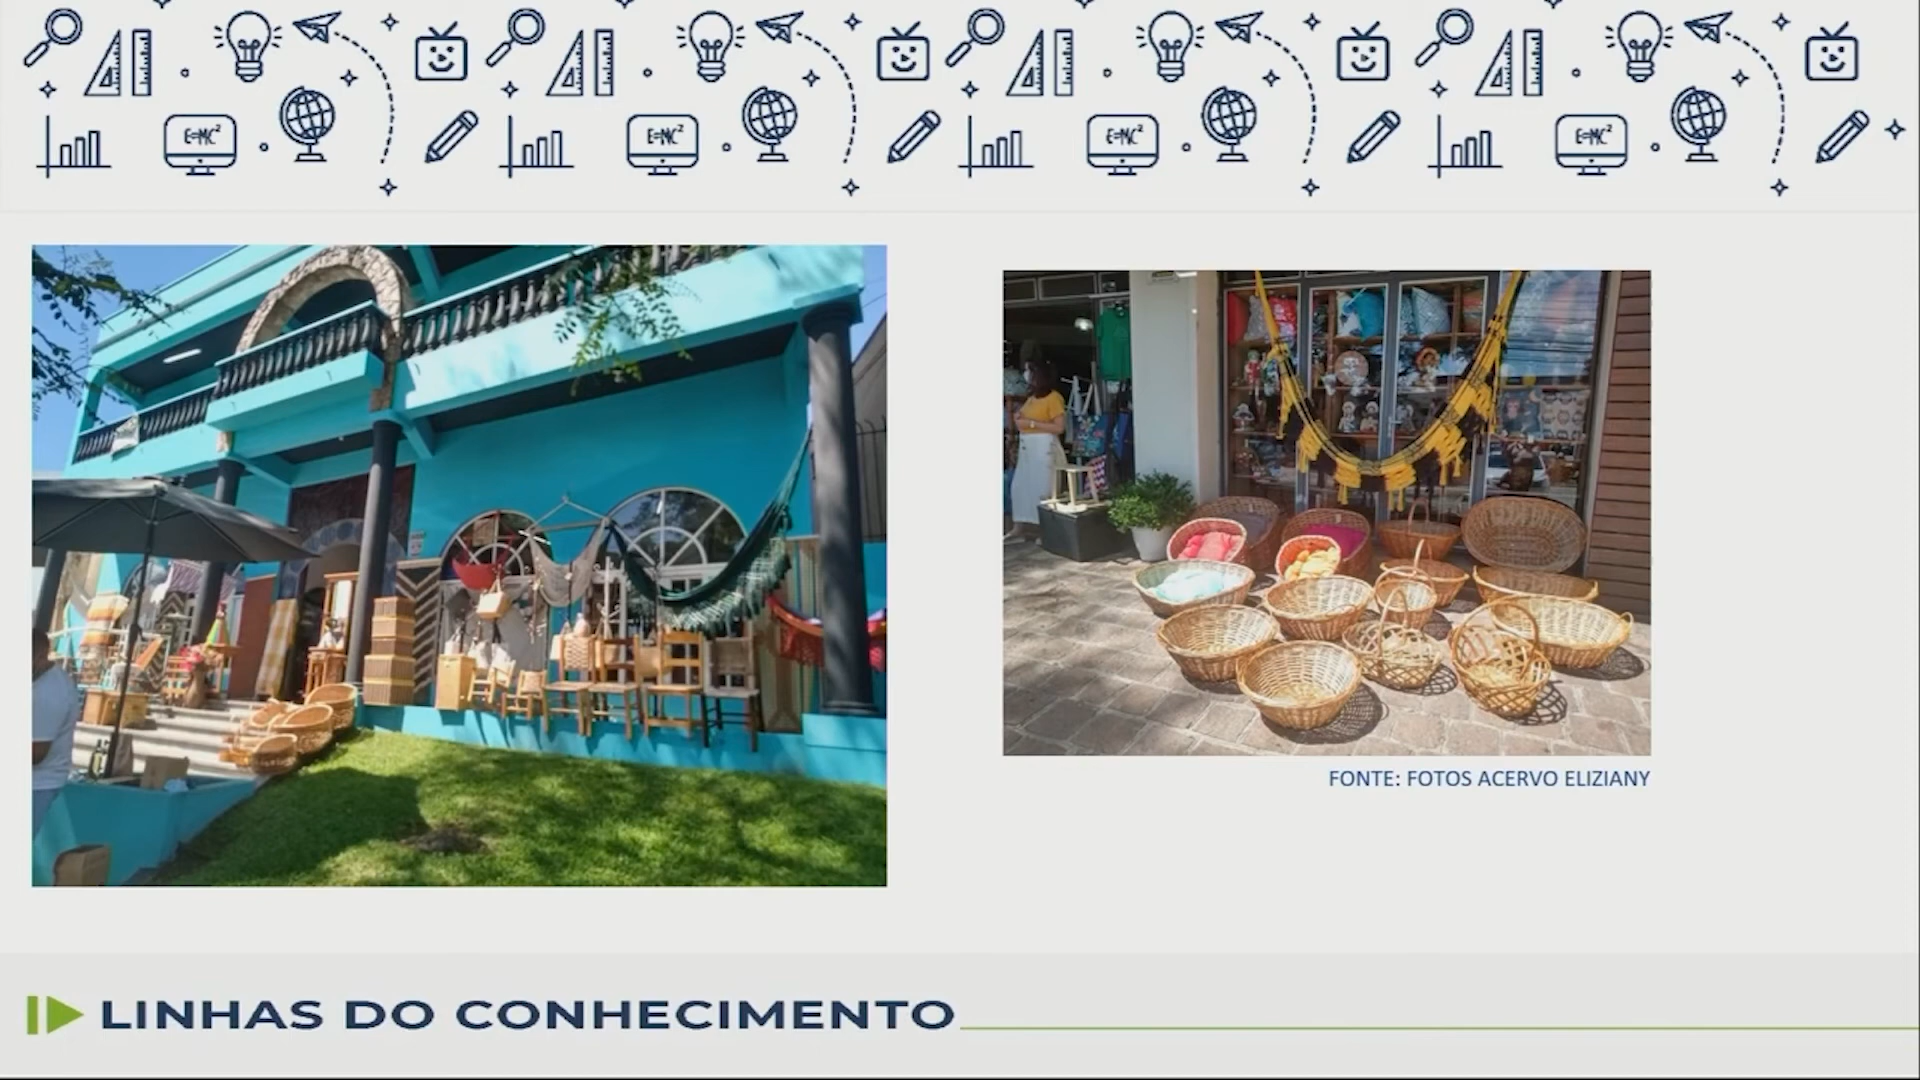 E=MC²
E=MC²
E=MC²
E=MC²
FONTE: FOTOS ACERVO ELIZIANY
LINHAS DO CONHECIMENTO